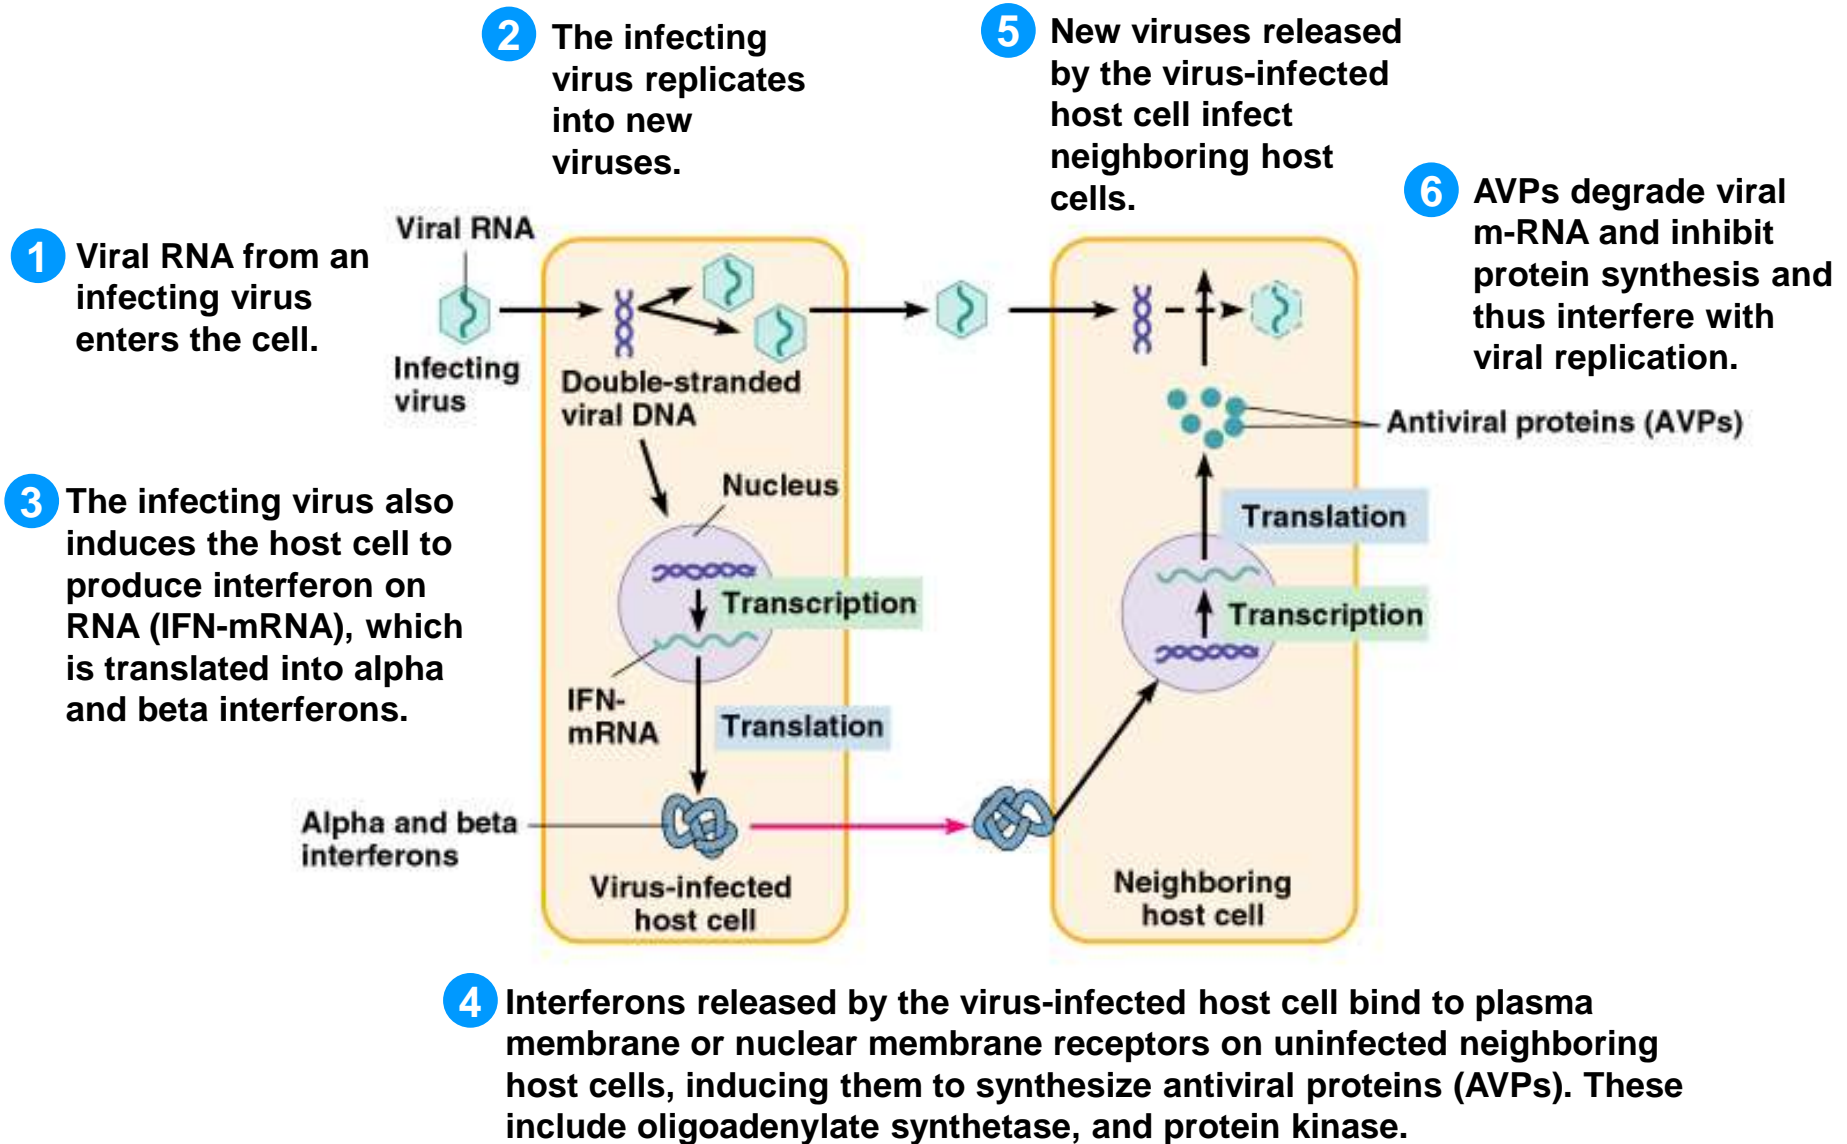 1
Viral RNA from an
infecting virus
enters the cell.
2
The infecting
virus replicates
into new
viruses.
5
New viruses released
by the virus-infected
host cell infect
neighboring host
cells.
6
AVPs degrade viral
m-RNA and inhibit
protein synthesis and
thus interfere with
viral replication.
Viral RNA
Infecting
virus
Double-stranded
viral DNA
Antiviral proteins (AVPs)
3
The infecting virus also
induces the host cell to
produce interferon on
RNA (IFN-mRNA), which
is translated into alpha
and beta interferons.
Nucleus
Transcription
IFN-
mRNA
Translation
Translation
Transcription
Alpha and beta
interferons
Virus-infected
host cell
Neighboring
host cell
4
Interferons released by the virus-infected host cell bind to plasma
membrane or nuclear membrane receptors on uninfected neighboring
host cells, inducing them to synthesize antiviral proteins (AVPs). These
include oligoadenylate synthetase, and protein kinase.